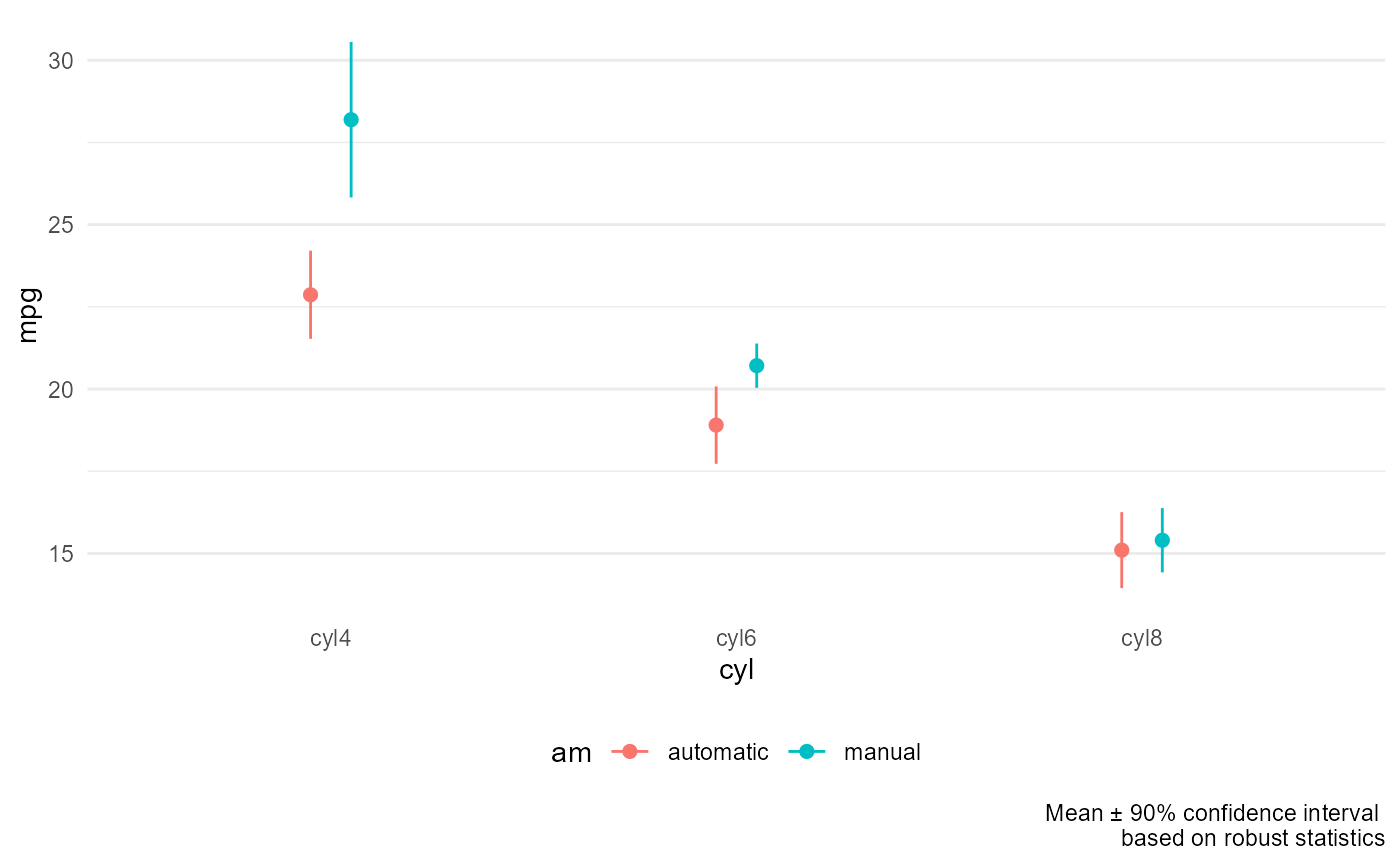 30
25
20
15
mpg
cyl4 cyl6 cyl8
cyl
am automatic manual
Mean ± 90% confidence interval
based on robust statistics